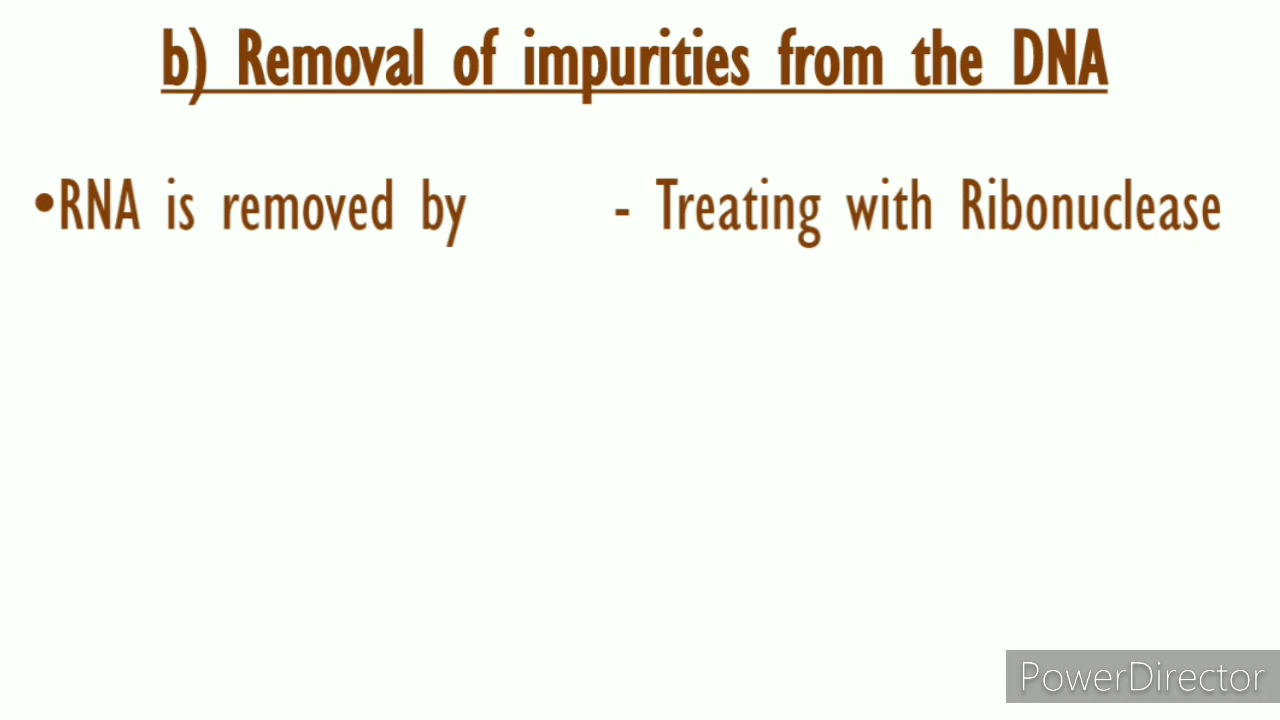 b) Removal of impurities from the DNA
•RNA is removed by - Treating with Ribonuclease
PowerDirector